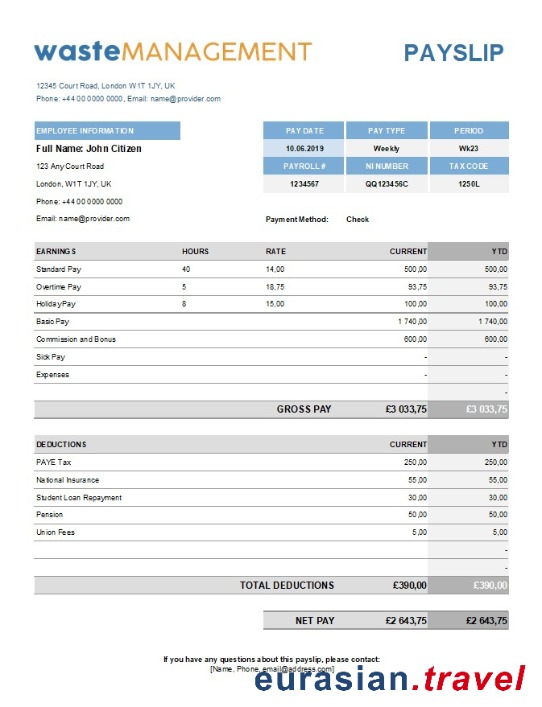 wasteMANAGEMENT PAYSLIP
12345 Court Road, London W1T 1JY, UK
Phone: +44 00 0000 0000, Email: name@provider.com
EMPLOYEE INFORMATION PAY DATE PAY TYPE PERIOD
Full Name: John Citizen 10.06.2019 Weekly Wk23
123 Any Court Road PAYROLL # NI NUMBER TAX CODE
London, W1T 1JY, UK 1234567 QQ123456C 1250L
Phone: +44 00 0000 0000
Email: name@provider.com Payment Method: Check
EARNINGS HOURS RATE CURRENT YTD
Standard Pay 40 14,00 500,00 500,00
Overtime Pay 5 18,75 93,75 93,75
Holiday Pay 8 15,00 100,00 100,00
Basic Pay 1 740,00 1 740,00
Commission and Bonus 600,00 600,00
Sick Pay - -
Expenses - -
-
GROSS PAY £3 033,75 £3 033,75
DEDUCTIONS CURRENT YTD
PAYE Tax 250,00 250,00
National Insurance 55,00 55,00
Student Loan Repayment 30,00 30,00
Pension 50,00 50,00
Union Fees 5,00 5,00
-
-
TOTAL DEDUCTIONS £390,00 £390,00
NET PAY £2 643,75 £2 643,75
If you have any questions about this payslip, please contact:
[Name, Phone, email@address.com]
eurasian.travel